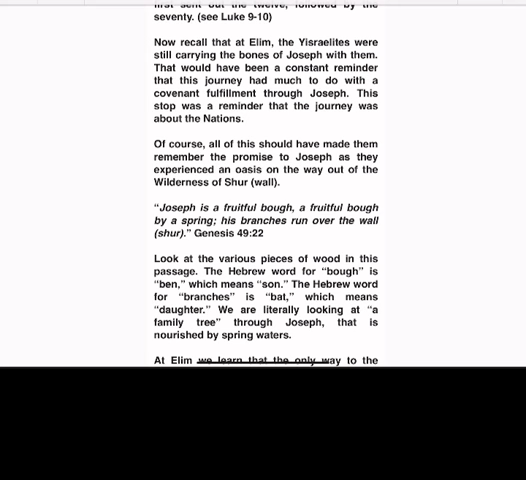 first sent out the twelve, followed by the
seventy. (see Luke 9-10)
Now recall that at Elim, the Yisraelites were
still carrying the bones of Joseph with them.
That would have been a constant reminder
that this journey had much to do with a
covenant fulfillment through Joseph. This
stop was a reminder that the journey was
about the Nations.
Of course, all of this should have made them
remember the promise to Joseph as they
experienced an oasis on the way out of the
Wilderness of Shur (wall).
“Joseph is a fruitful bough, a fruitful bough
by a spring; his branches run over the wall
(shur).” Genesis 49:22
Look at the various pieces of wood in this
passage. The Hebrew word for “bough” is
“ben,” which means “son.” The Hebrew word
for “branches” is “bat,” which means
“daughter.” We are literally looking at “a
family tree” through Joseph, that is
nourished by spring waters.
At Elim we learn that the only way to the